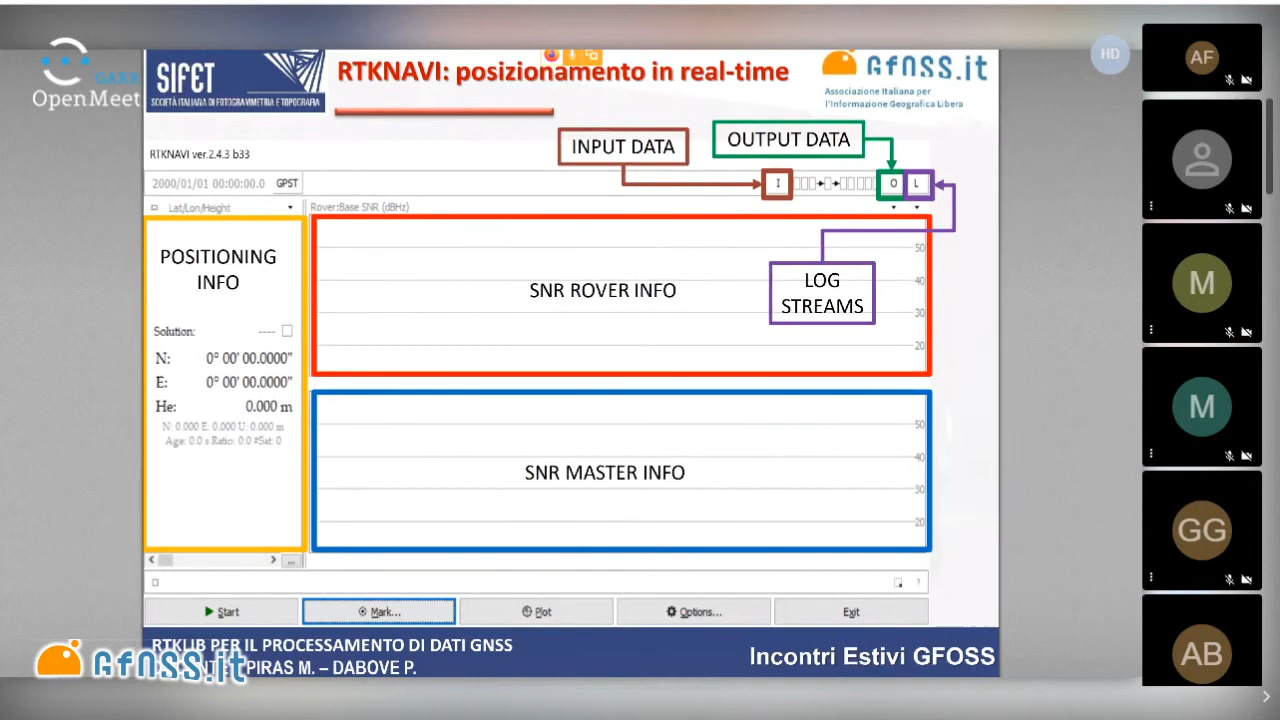 GARR
OpenMeet
SIFET
SOCIETÀ ITALIANA DI FOTOGRAMMETRIA E TOPOGRAFIA
RTKNAVI: posizionamento in real-time
GFOSS.it
Associazione Italiana per
l'Informazione Geografica Libera
HD
AF
INPUT DATA
OUTPUT DATA
RTKNAVI ver.2.4.3 b33
2000/01/01 00:00:00.0 GPST
I
O
L
Lat/Lon/Height
Rover:Base SNR (dBHz)
POSITIONING
INFO
SNR ROVER INFO
LOG
STREAMS
50
40
30
20
Solution: ----
N: 0° 00' 00.0000"
E: 0° 00' 00.0000"
He: 0.000 m
N: 0.000 E: 0.000 U: 0.000 m
Age: 0.0 s Ratio: 0.0 #Sat: 0
SNR MASTER INFO
50
40
30
20
...
?
Start
Mark...
Plot
Options...
Exit
M
M
GG
AB
RTKLIB PER IL PROCESSAMENTO DI DATI GNSS
PIRAS M. – DABOVE P.
GFOSS.it
Incontri Estivi GFOSS